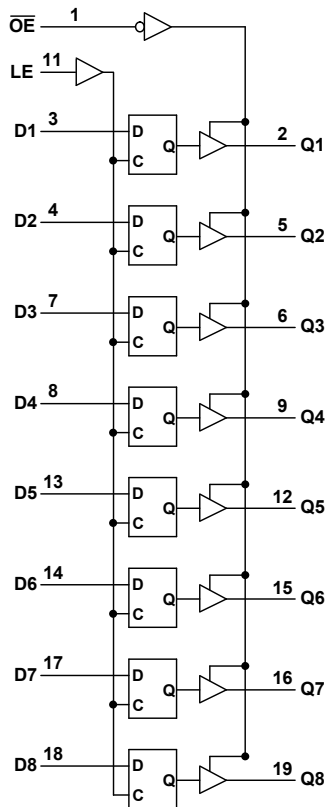 OE 1
LE 11
D1 3 D C Q 2 Q1
D2 4 D C Q 5 Q2
D3 7 D C Q 6 Q3
D4 8 D C Q 9 Q4
D5 13 D C Q 12 Q5
D6 14 D C Q 15 Q6
D7 17 D C Q 16 Q7
D8 18 D C Q 19 Q8